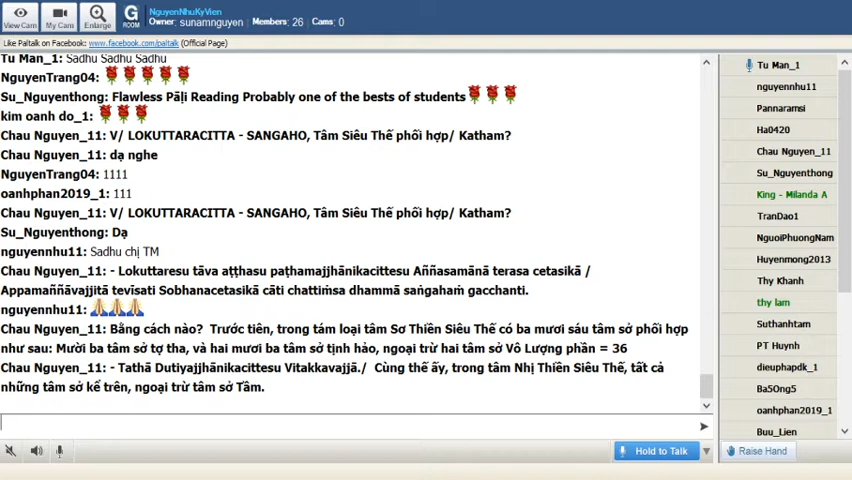 View Cam
My Cam
Enlarge
G
ROOM
NguyenNhuKyVien
Owner: sunamnguyen Members: 26 Cams: 0
Like Paltalk on Facebook: www.facebook.com/paltalk (Official Page)
Tu Man_1: Sadhu Sadhu Sadhu
NguyenTrang04:
Su_Nguyenthong: Flawless Pāḷi Reading Probably one of the bests of students
kim oanh do_1:
Chau Nguyen_11: V/ LOKUTTARACITTA - SANGAHO, Tâm Siêu Thế phối hợp/ Katham?
Chau Nguyen_11: dạ nghe
NguyenTrang04: 1111
oanhphan2019_1: 111
Chau Nguyen_11: V/ LOKUTTARACITTA - SANGAHO, Tâm Siêu Thế phối hợp/ Katham?
Su_Nguyenthong: Dạ
nguyennhu11: Sadhu chị TM
Chau Nguyen_11: - Lokuttaresu tāva aṭṭhasu paṭhamajjhānikacittesu Aññasamānā terasa cetasikā /
Appamaññāvajjitā tevīsati Sobhanacetasikā cāti chattiṁsa dhammā saṅgahaṁ gacchanti.
nguyennhu11:
Chau Nguyen_11: Bằng cách nào? Trước tiên, trong tám loại tâm Sơ Thiền Siêu Thế có ba mươi sáu tâm sở phối hợp
như sau: Mười ba tâm sở tợ tha, và hai mươi ba tâm sở tịnh hảo, ngoại trừ hai tâm sở Vô Lượng phần = 36
Chau Nguyen_11: - Tathā Dutiyajjhānikacittesu Vitakkavajjā./ Cùng thế ấy, trong tâm Nhị Thiền Siêu Thế, tất cả
những tâm sở kể trên, ngoại trừ tâm sở Tầm.
Hold to Talk
Tu Man_1
nguyennhu11
Pannaramsi
Ha0420
Chau Nguyen_11
Su_Nguyenthong
King - Milanda A
TranDao1
NguoiPhuongNam
Huyenmong2013
Thy Khanh
thy lam
Suthanhtam
PT Huynh
dieuphapdk_1
Ba5Ong5
oanhphan2019_1
Buu_Lien
Raise Hand